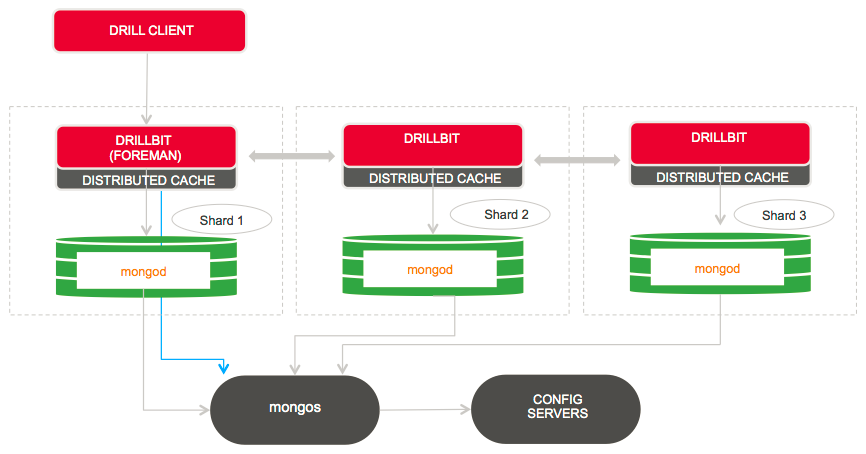 DRILL CLIENT
DRILLBIT
(FOREMAN)
DISTRIBUTED CACHE
DRILLBIT
DISTRIBUTED CACHE
DRILLBIT
DISTRIBUTED CACHE
Shard 1
Shard 2
Shard 3
mongod
mongod
mongod
mongos
CONFIG
SERVERS